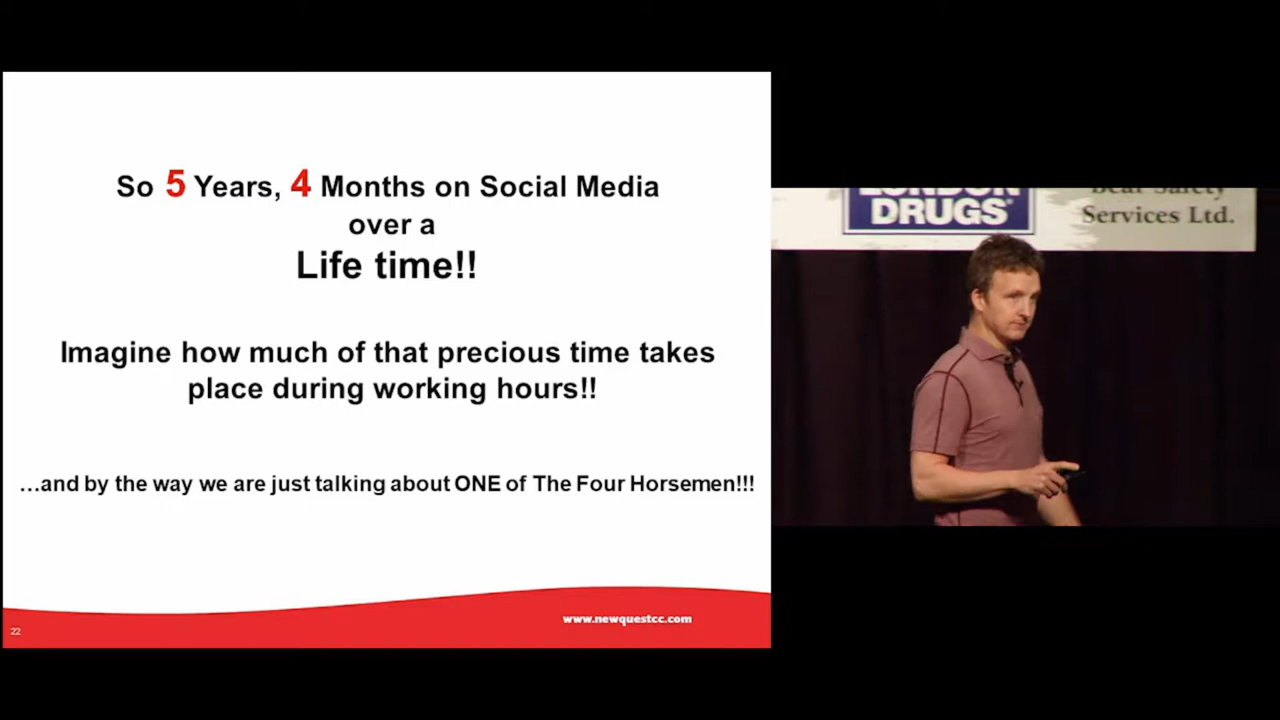 So 5 Years, 4 Months on Social Media
over a
Life time!!
Imagine how much of that precious time takes
place during working hours!!
…and by the way we are just talking about ONE of The Four Horsemen!!!
www.newquestcc.com
22
LONDON
DRUGS®
Bear Safety
Services Ltd.